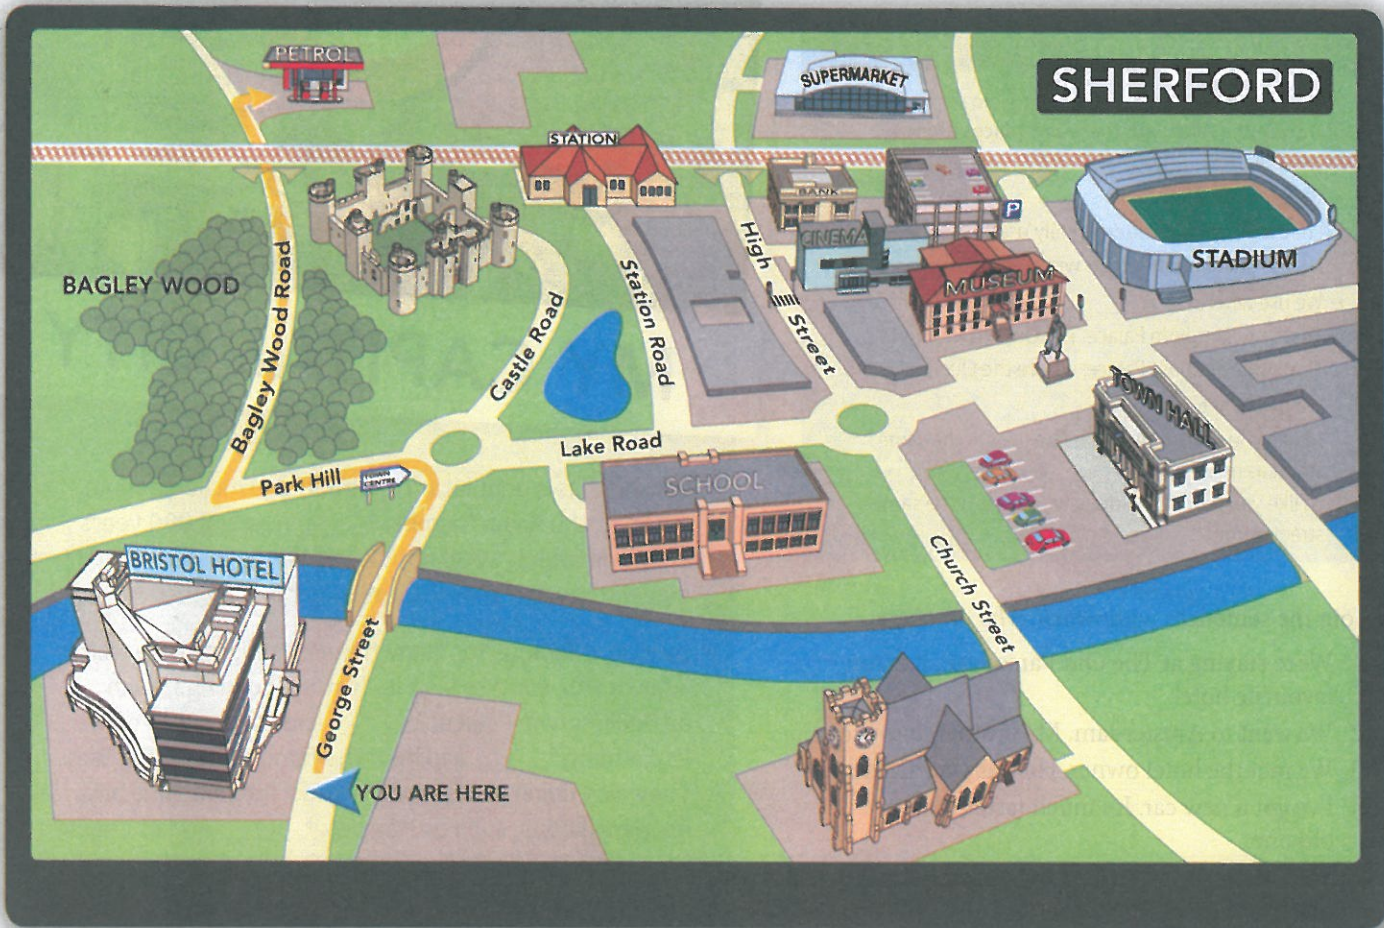 PETROL
SUPERMARKET
SHERFORD
STATION
BANK
P
CINEMA
MUSEUM
STADIUM
BAGLEY WOOD
Bagley Wood Road
Castle Road
Station Road
High
Street
TOWN HALL
Lake Road
SCHOOL
Park Hill
TOWN
CENTRE
BRISTOL HOTEL
Church Street
George Street
YOU ARE HERE